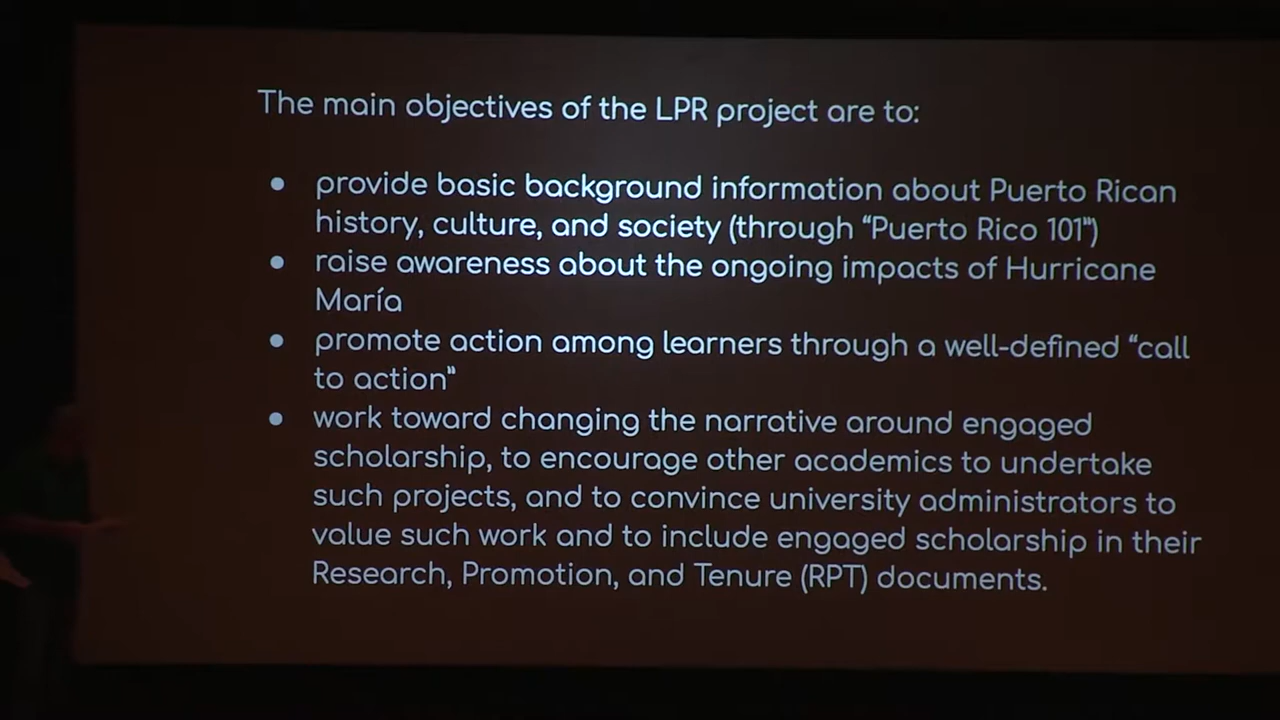 The main objectives of the LPR project are to:
● provide basic background information about Puerto Rican
history, culture, and society (through “Puerto Rico 101”)
● raise awareness about the ongoing impacts of Hurricane
María
● promote action among learners through a well-defined “call
to action”
● work toward changing the narrative around engaged
scholarship, to encourage other academics to undertake
such projects, and to convince university administrators to
value such work and to include engaged scholarship in their
Research, Promotion, and Tenure (RPT) documents.